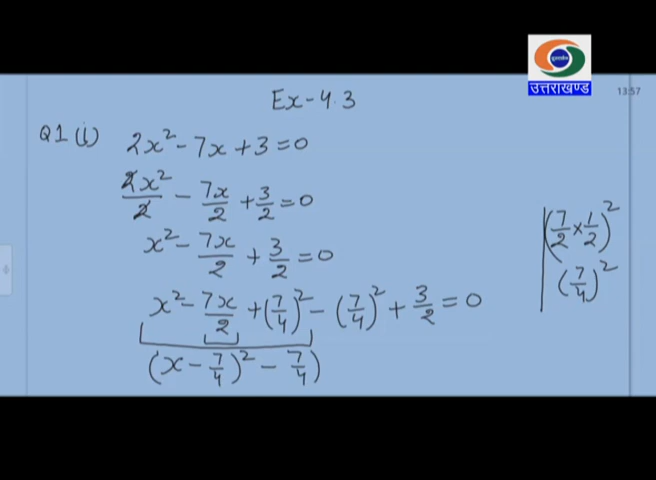 उत्तराखण्ड
13:57
Ex-4.3
Q1 (i) 2x² - 7x + 3 = 0
2x²/2 - 7x/2 + 3/2 = 0
x² - 7x/2 + 3/2 = 0
x² - 7x/2 + (7/4)² - (7/4)² + 3/2 = 0
(x - 7/4)² - 7/4)
(7/2 × 1/2)²
(7/4)²